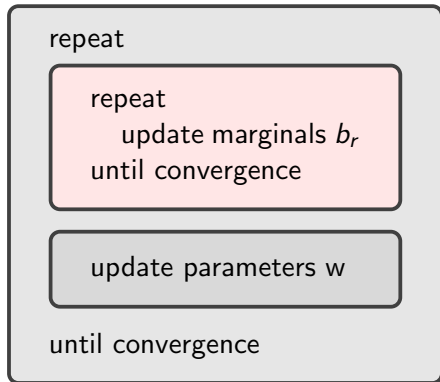 repeat
repeat
update marginals b_r
until convergence
update parameters w
until convergence